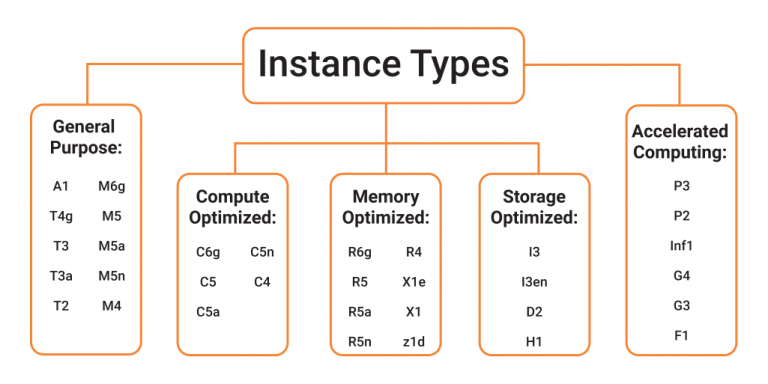 Instance Types
General
Purpose:
A1 M6g
T4g M5
T3 M5a
T3a M5n
T2 M4
Compute
Optimized:
C6g C5n
C5 C4
C5a
Memory
Optimized:
R6g R4
R5 X1e
R5a X1
R5n z1d
Storage
Optimized:
I3
I3en
D2
H1
Accelerated
Computing:
P3
P2
Inf1
G4
G3
F1